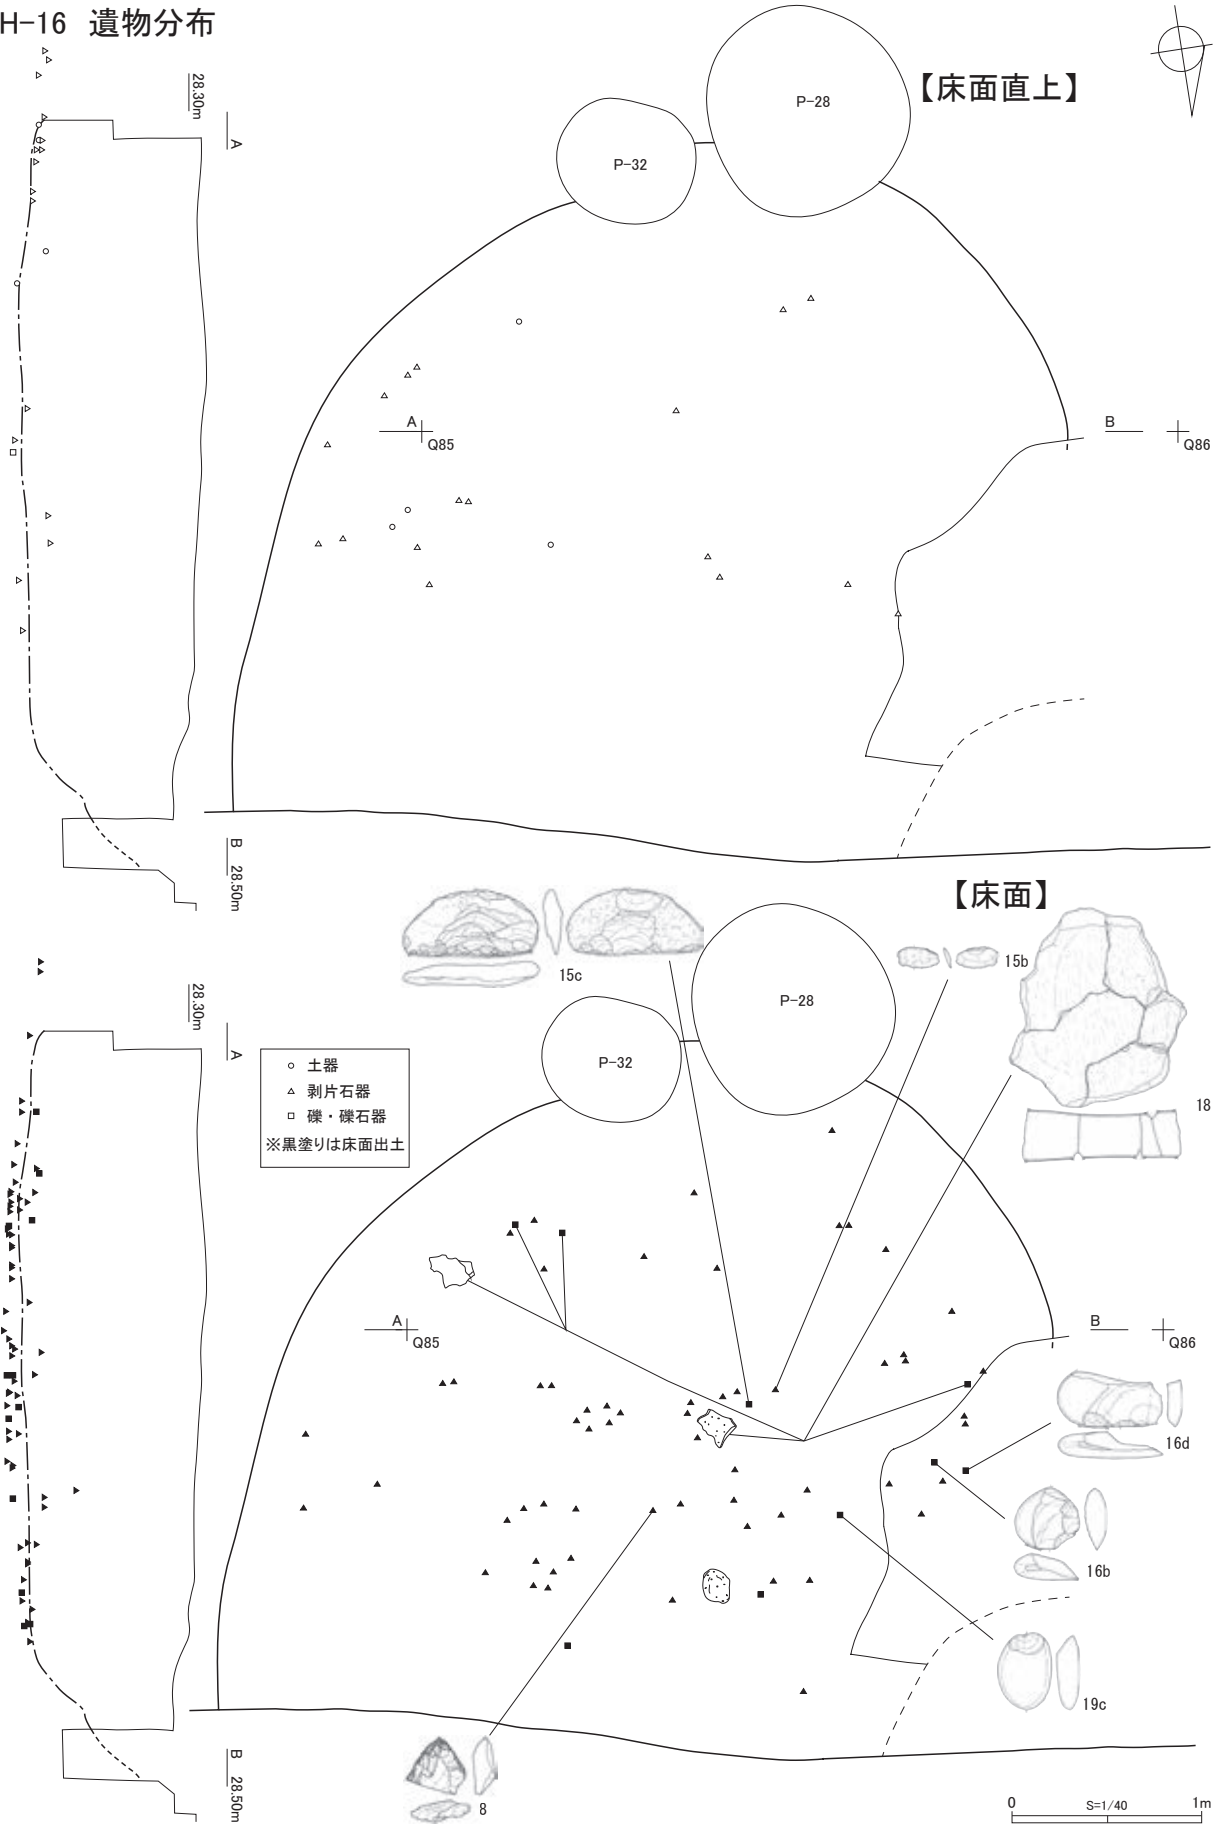 H-16 遺物分布
【床面直上】
28.30m
A
P-28
P-32
A
Q85
B
Q86
B
28.50m
【床面】
15c
15b
18
28.30m
A
P-28
P-32
○ 土器
△ 剥片石器
□ 礫・礫石器
※黒塗りは床面出土
A
Q85
B
Q86
16d
16b
19c
8
B
28.50m
0 S=1/40 1m